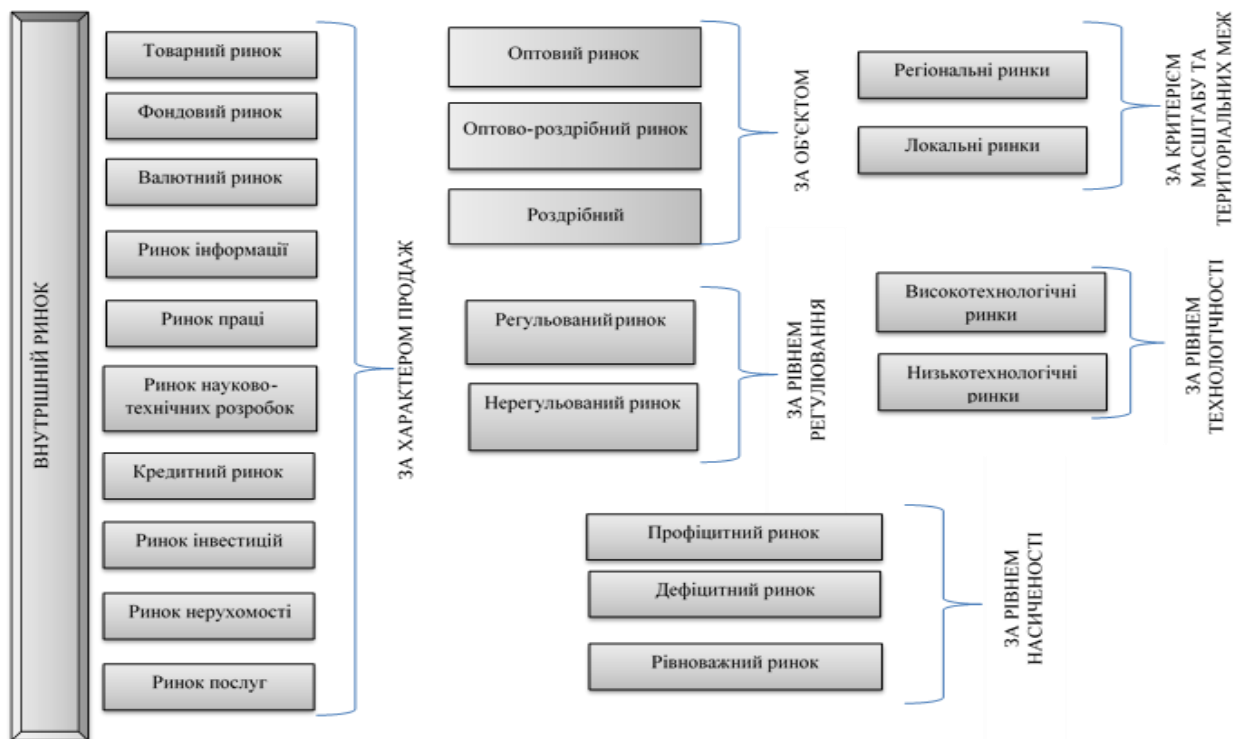 ВНУТРІШНІЙ РИНОК
Товарний ринок
Фондовий ринок
Валютний ринок
Ринок інформації
Ринок праці
Ринок науково-
технічних розробок
Кредитний ринок
Ринок інвестицій
Ринок нерухомості
Ринок послуг
ЗА ХАРАКТЕРОМ ПРОДАЖ
Оптовий ринок
Оптово-роздрібний ринок
Роздрібний
ЗА ОБ'ЄКТОМ
Регіональні ринки
Локальні ринки
ЗА КРИТЕРІЄМ
МАСШТАБУ ТА
ТЕРИТОРІАЛЬНИХ МЕЖ
Регульований ринок
Нерегульований ринок
ЗА РІВНЕМ
РЕГУЛЮВАННЯ
Високотехнологічні
ринки
Низькотехнологічні
ринки
ЗА РІВНЕМ
ТЕХНОЛОГІЧНОСТІ
Профіцитний ринок
Дефіцитний ринок
Рівноважний ринок
ЗА РІВНЕМ
НАСИЧЕНОСТІ